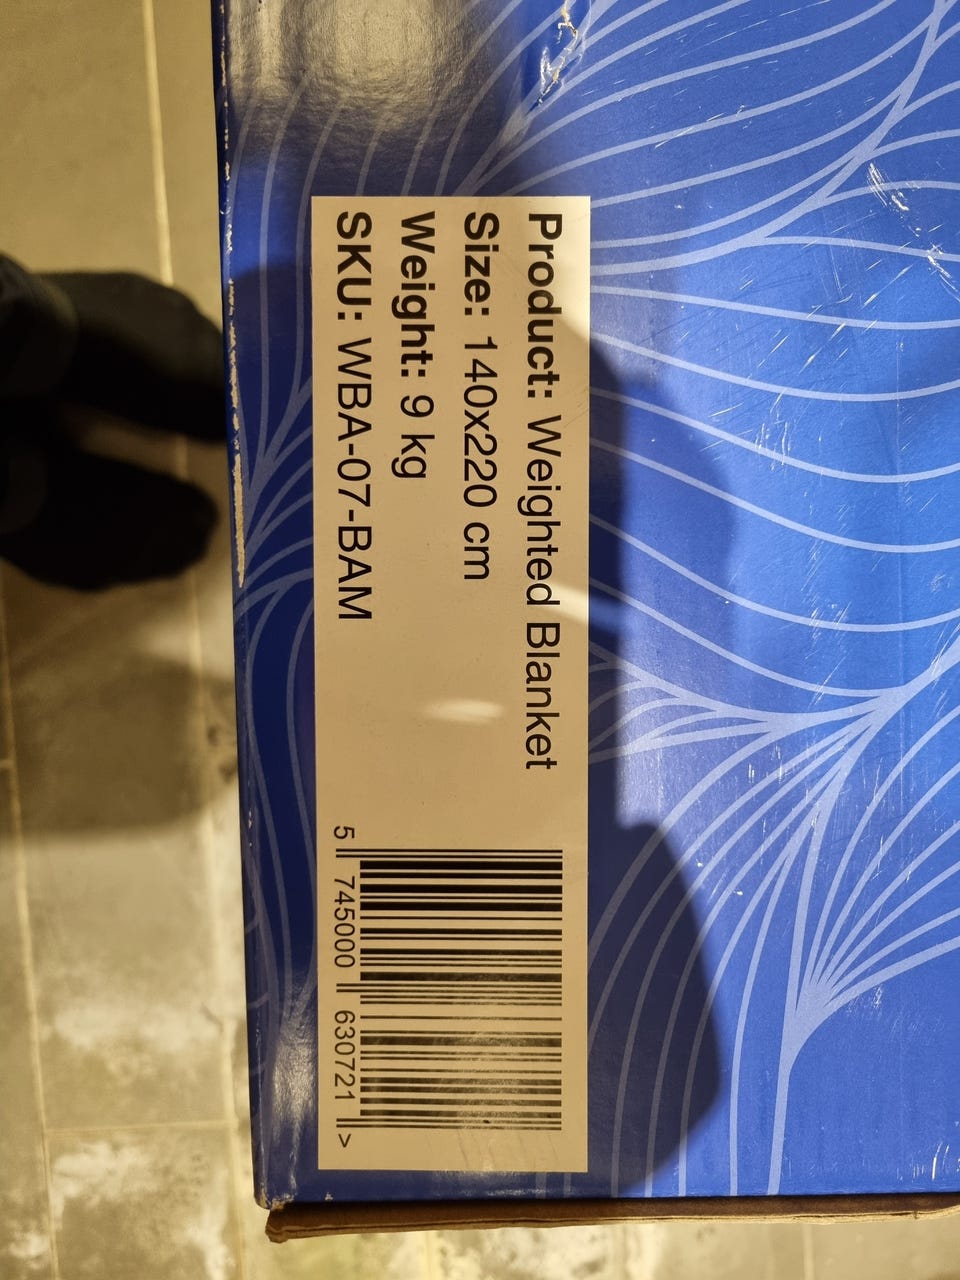 Product: Weighted Blanket
Size: 140x220 cm
Weight: 9 kg
SKU: WBA-07-BAM
5 745000 630721 >